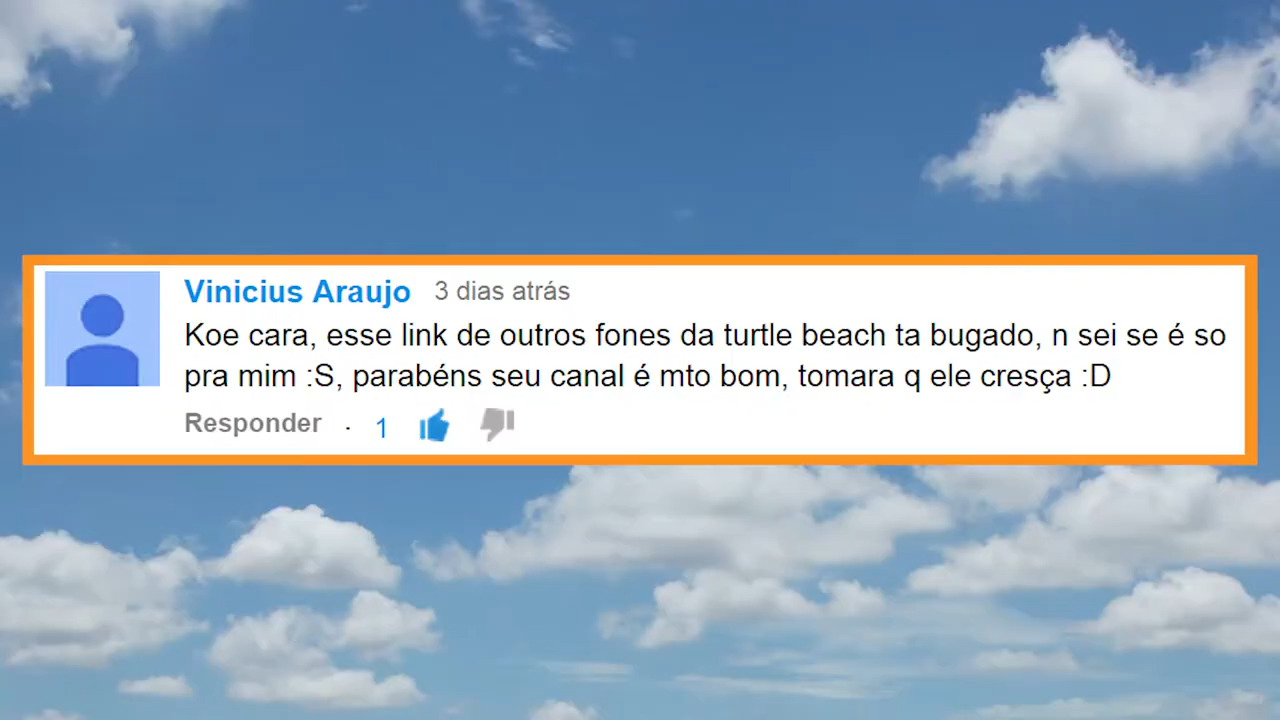 Vinicius Araujo 3 dias atrás
Koe cara, esse link de outros fones da turtle beach ta bugado, n sei se é so
pra mim :S, parabéns seu canal é mto bom, tomara q ele cresça :D
Responder · 1